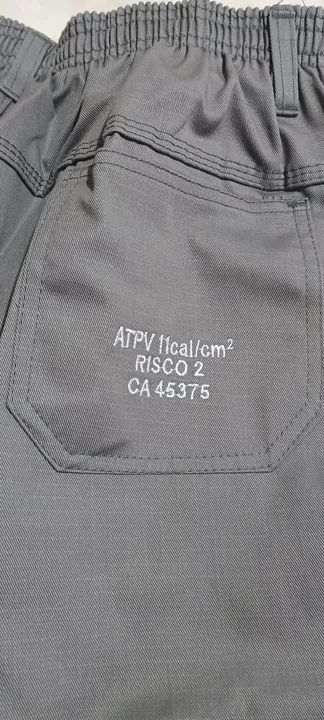 ATPV 11cal/cm²
RISCO 2
CA 45375